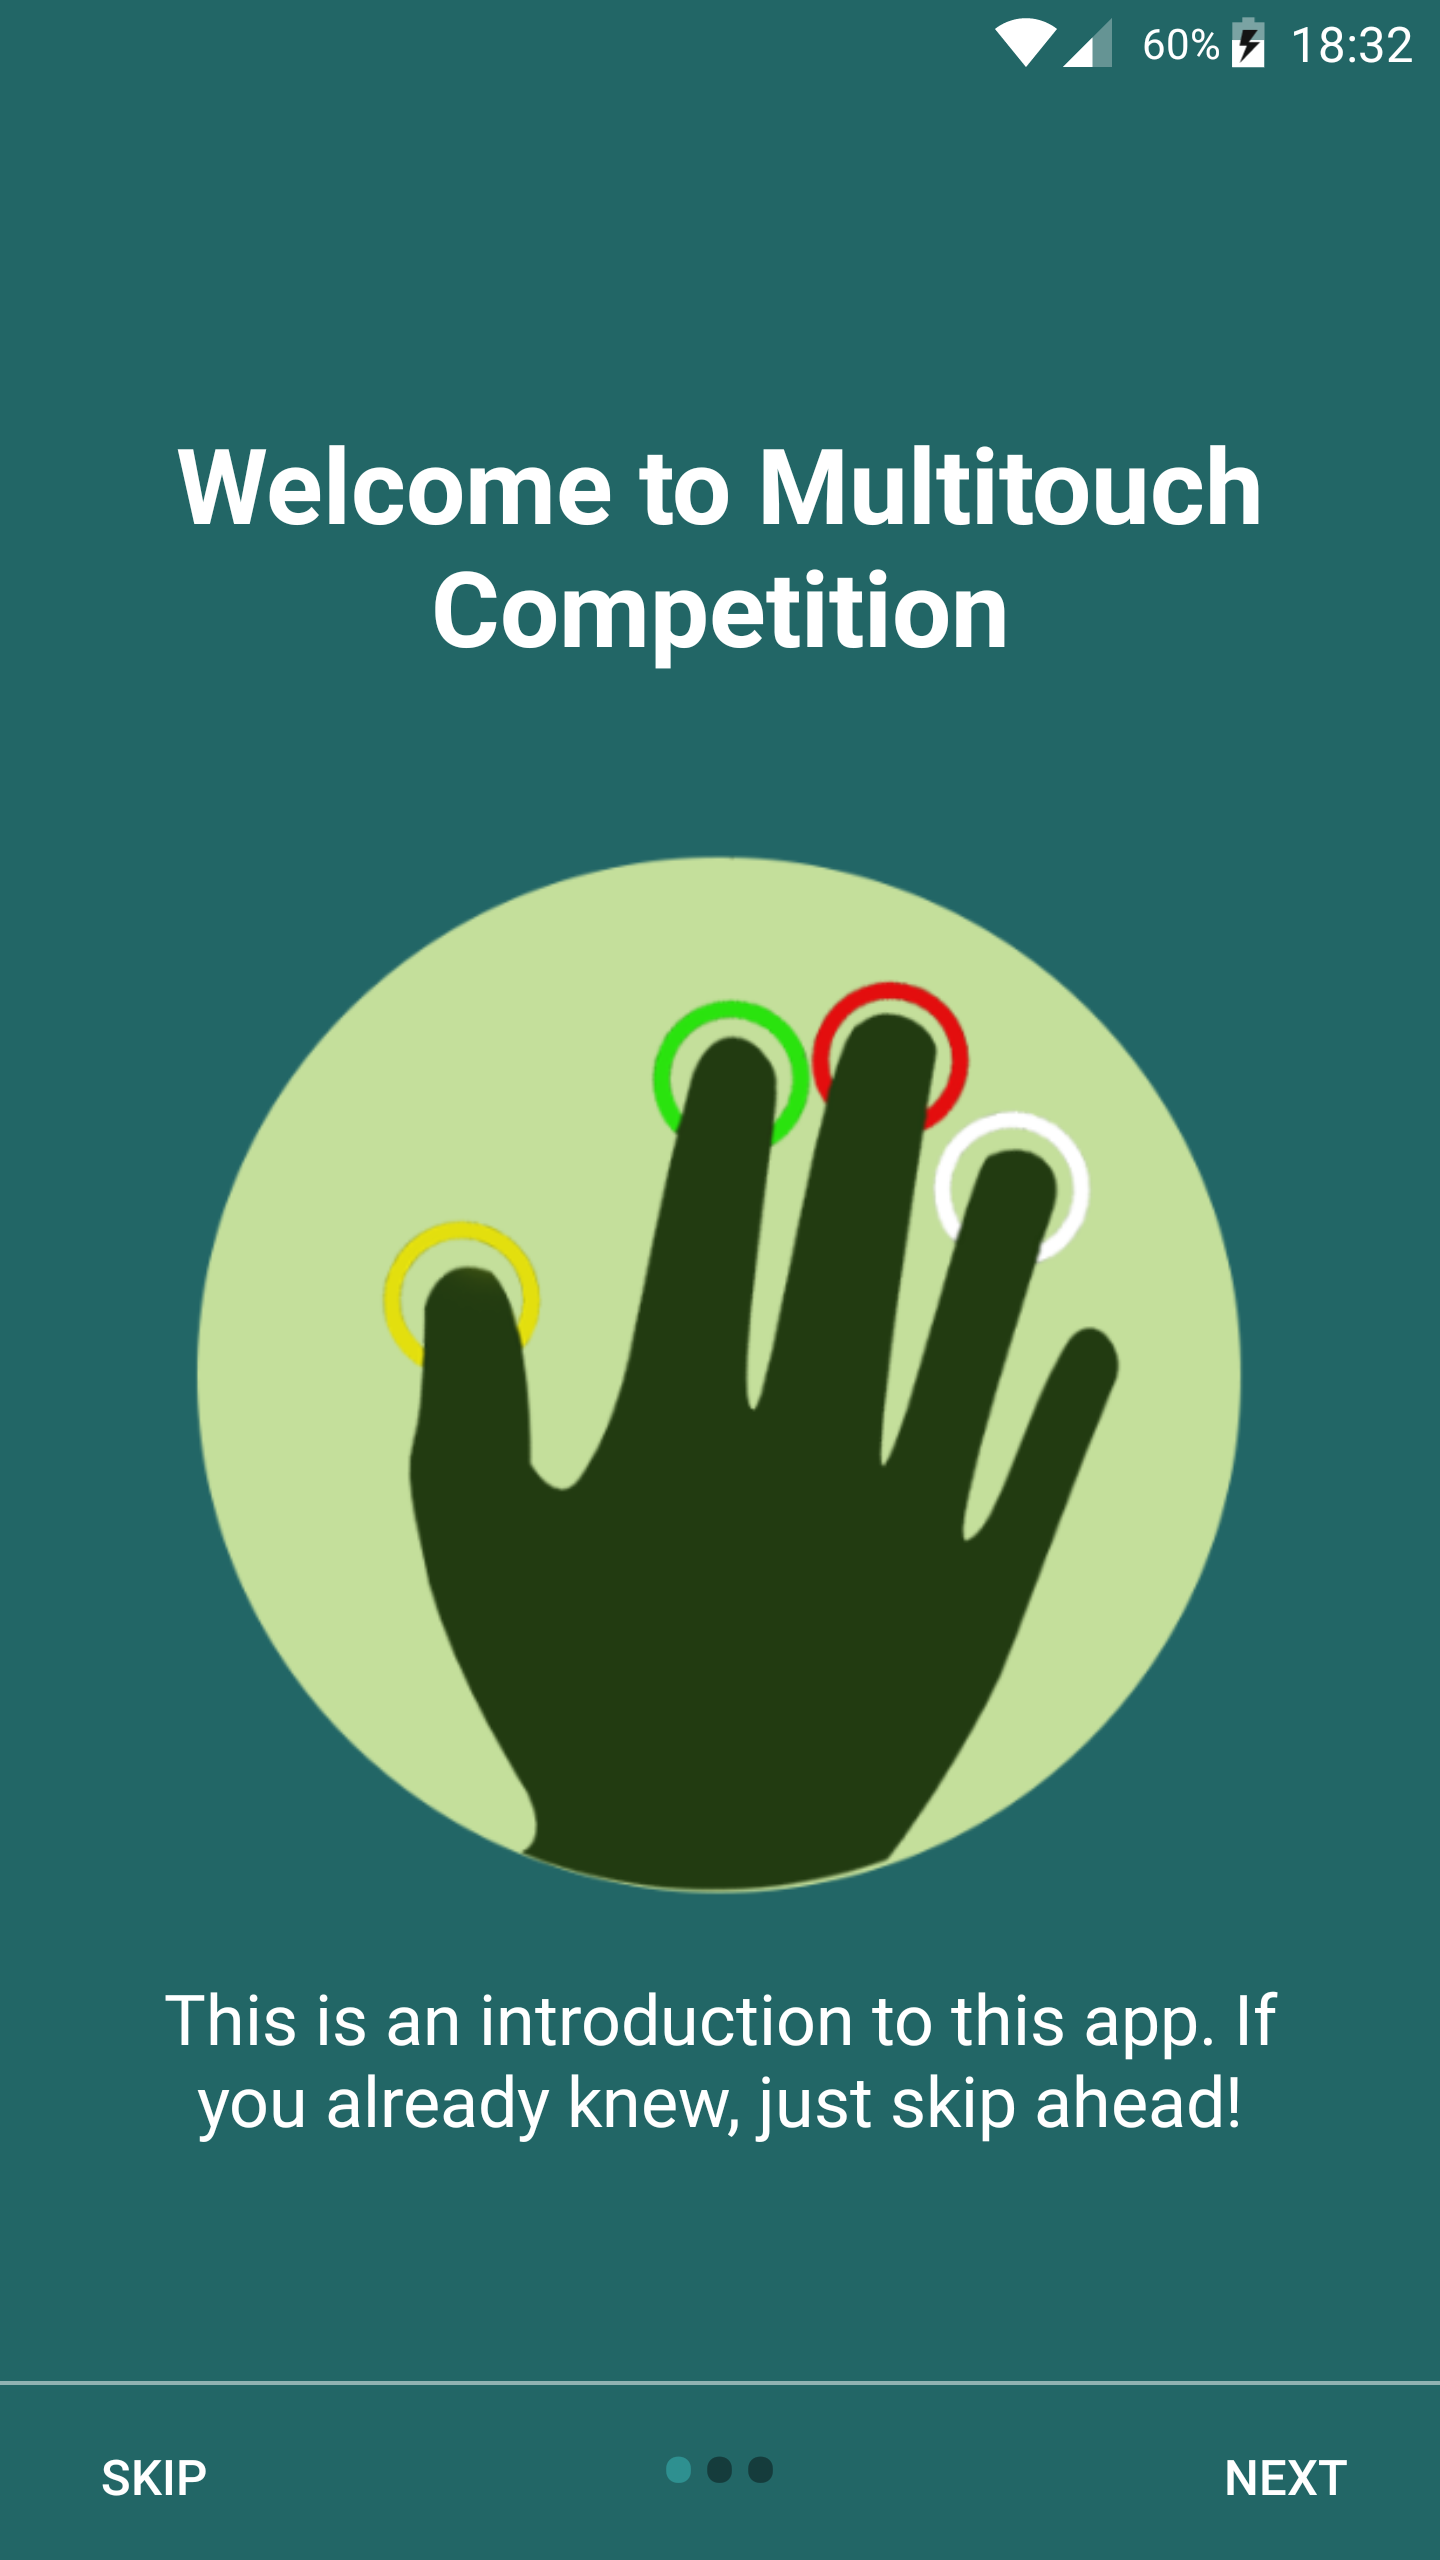 60% 18:32
Welcome to Multitouch
Competition
This is an introduction to this app. If
you already knew, just skip ahead!
SKIP NEXT